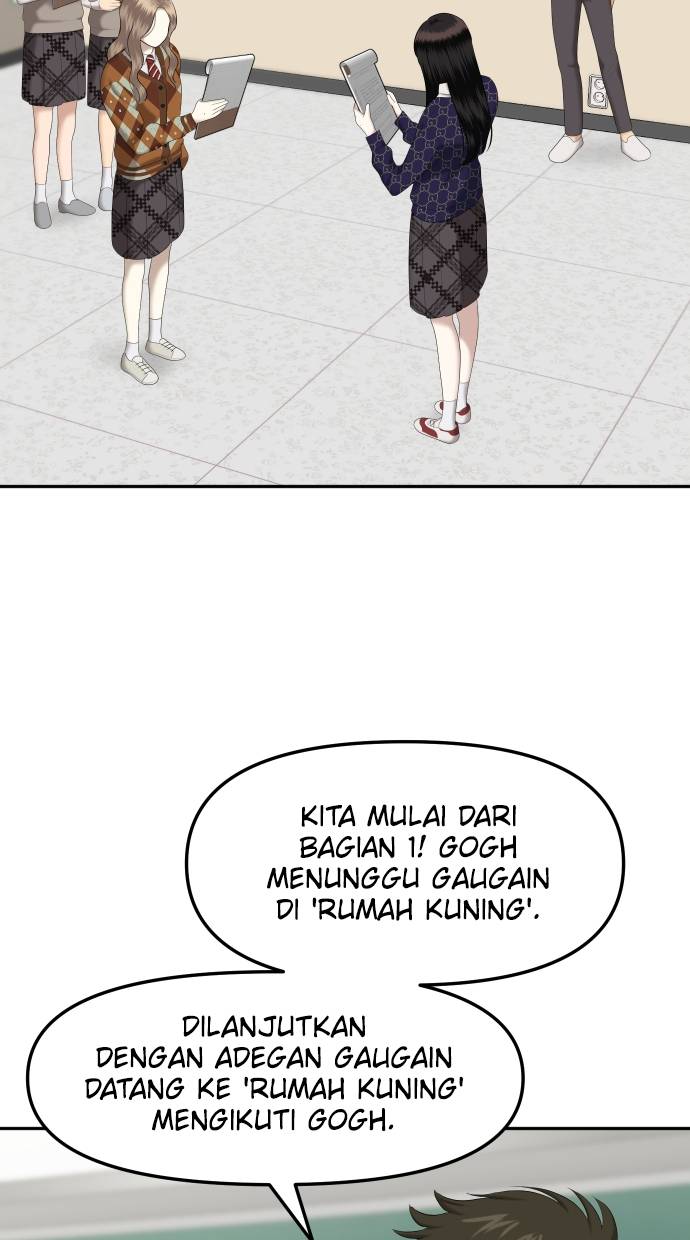 KITA MULAI DARI
BAGIAN 1! GOGH
MENUNGGU GAUGAIN
DI 'RUMAH KUNING'.
DILANJUTKAN
DENGAN ADEGAN GAUGAIN
DATANG KE 'RUMAH KUNING'
MENGIKUTI GOGH.